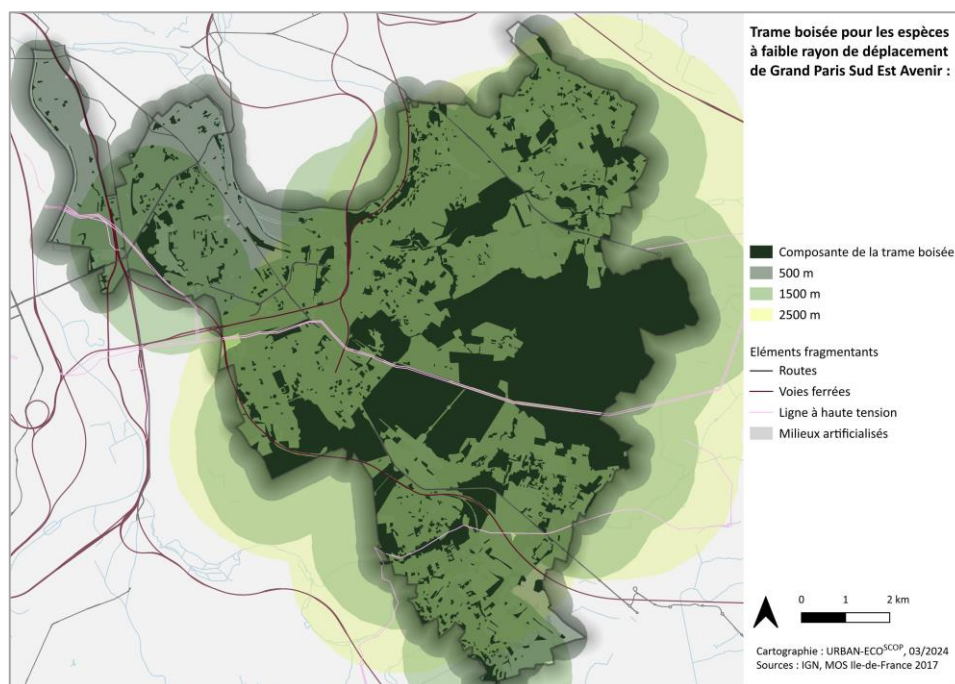 Trame boisée pour les espèces
à faible rayon de déplacement
de Grand Paris Sud Est Avenir :
Composante de la trame boisée
500 m
1500 m
2500 m
Eléments fragmentants
Routes
Voies ferrées
Ligne à haute tension
Milieux artificialisés
0 1 2 km
Cartographie : URBAN-ECOSCOP, 03/2024
Sources : IGN, MOS Ile-de-France 2017